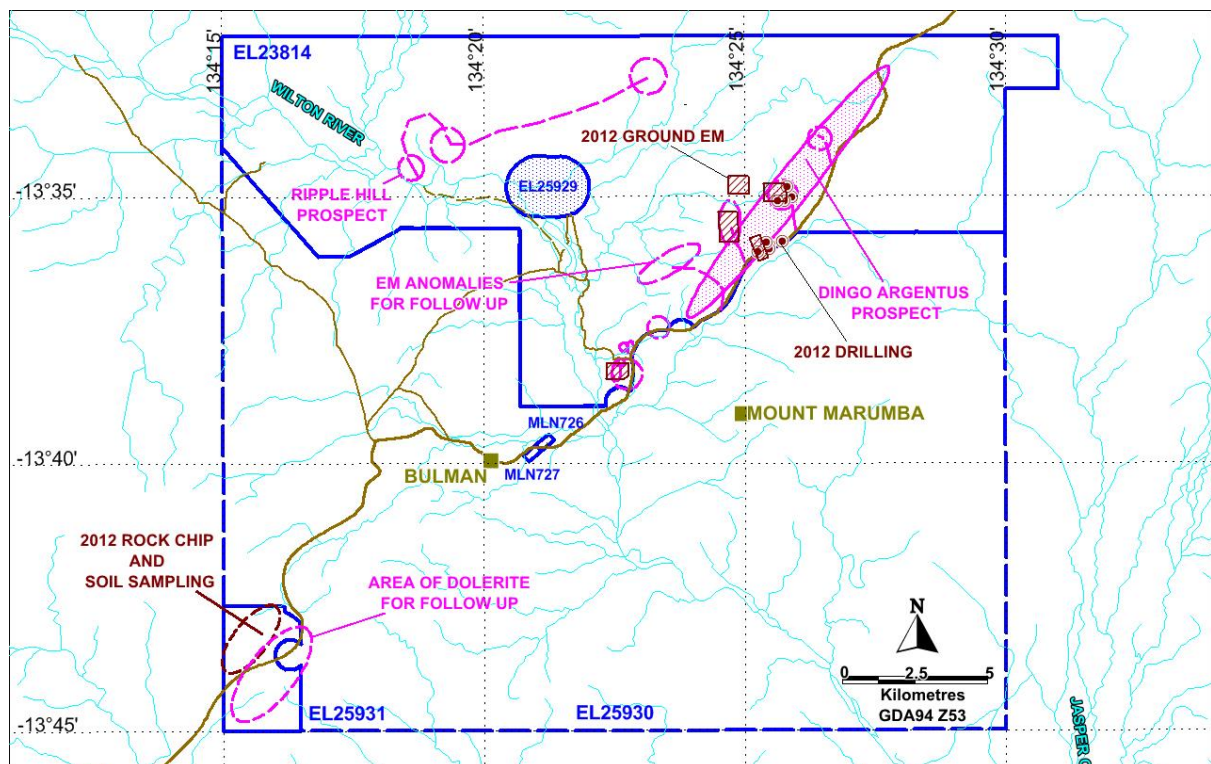 EL23814
134°15'
134°20'
134°25'
134°30'
WILTON RIVER
2012 GROUND EM
-13°35'
RIPPLE HILL
PROSPECT
EL25929
EM ANOMALIES
FOR FOLLOW UP
DINGO ARGENTUS
PROSPECT
2012 DRILLING
MOUNT MARUMBA
MLN726
-13°40'
BULMAN
MLN727
2012 ROCK CHIP
AND
SOIL SAMPLING
AREA OF DOLERITE
FOR FOLLOW UP
N
0 2.5 5
Kilometres
GDA94 Z53
-13°45'
EL25931
EL25930